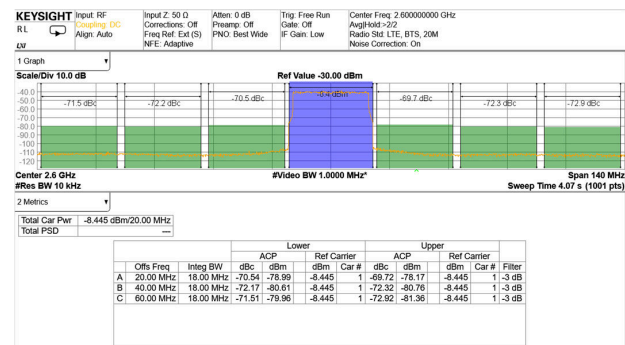 KEYSIGHT Input: RF Input Z: 50 Ω Atten: 0 dB Trig: Free Run Center Freq: 2.600000000 GHz
RL Coupling: DC Corrections: Off Preamp: Off Gate: Off Avg|Hold:>2/2
Align: Auto Freq Ref: Ext (S) PNO: Best Wide IF Gain: Low Radio Std: LTE, BTS, 20M
LXI NFE: Adaptive Noise Correction: On
1 Graph
Scale/Div 10.0 dB Ref Value -30.00 dBm
-40.0
-50.0
-60.0
-70.0
-80.0
-90.0
-100
-110
-120
-71.5 dBc -72.2 dBc -70.5 dBc -8.4 dBm -69.7 dBc -72.3 dBc -72.9 dBc
Center 2.6 GHz #Video BW 1.0000 MHz* Span 140 MHz
#Res BW 10 kHz Sweep Time 4.07 s (1001 pts)
2 Metrics
Total Car Pwr -8.445 dBm/20.00 MHz
Total PSD ---
Lower Upper
ACP Ref Carrier ACP Ref Carrier
Offs Freq Integ BW dBc dBm dBm Car # dBc dBm dBm Car # Filter
A 20.00 MHz 18.00 MHz -70.54 -78.99 -8.445 1 -69.72 -78.17 -8.445 1 -3 dB
B 40.00 MHz 18.00 MHz -72.17 -80.61 -8.445 1 -72.32 -80.76 -8.445 1 -3 dB
C 60.00 MHz 18.00 MHz -71.51 -79.96 -8.445 1 -72.92 -81.36 -8.445 1 -3 dB